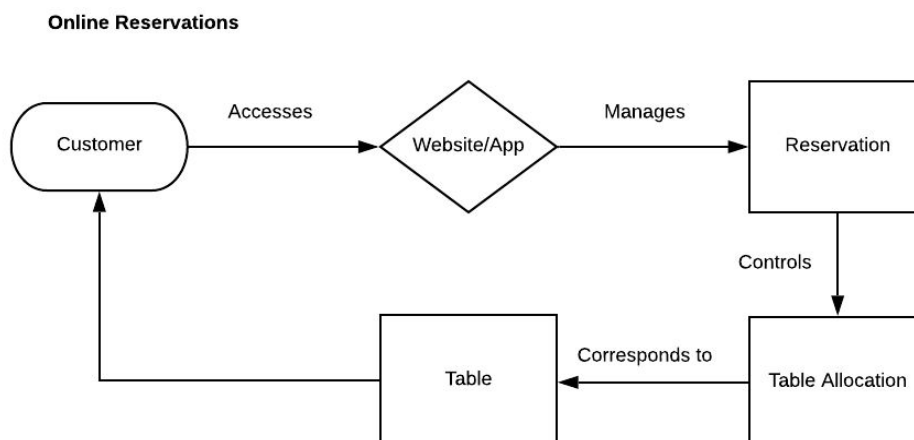 Online Reservations
Accesses
Manages
Customer
Website/App
Reservation
Controls
Corresponds to
Table
Table Allocation